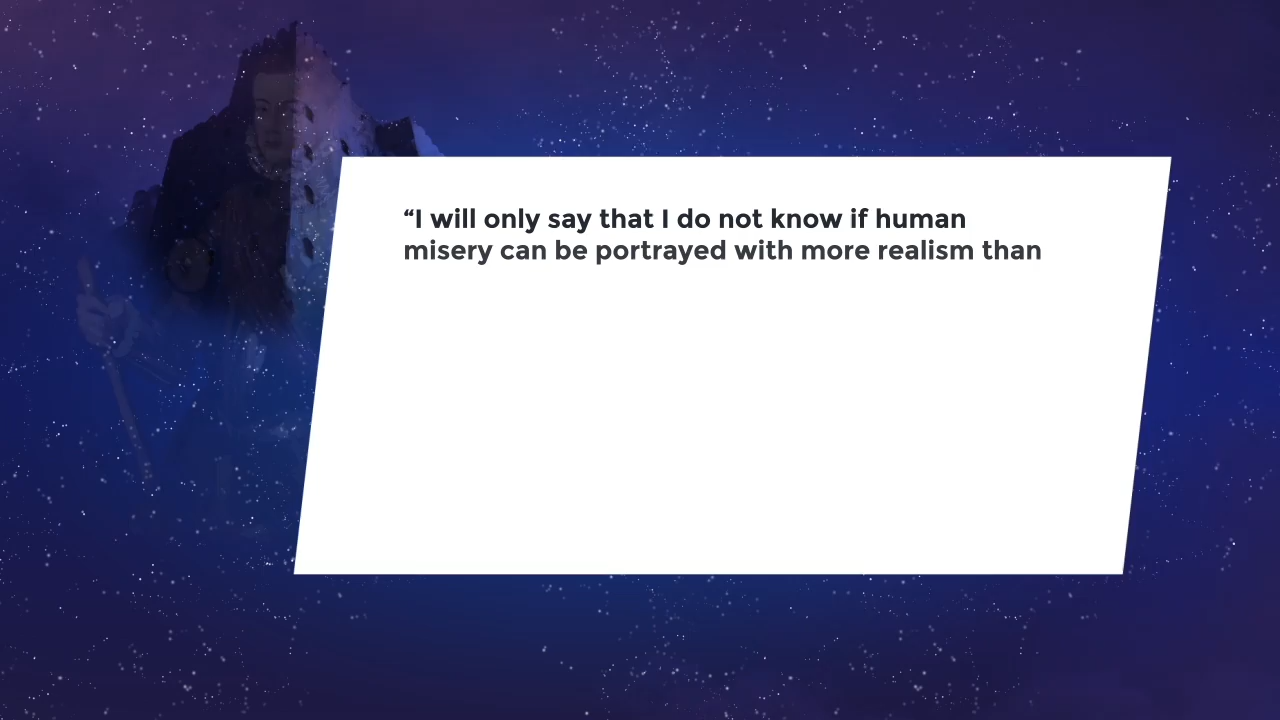 “I will only say that I do not know if human
misery can be portrayed with more realism than